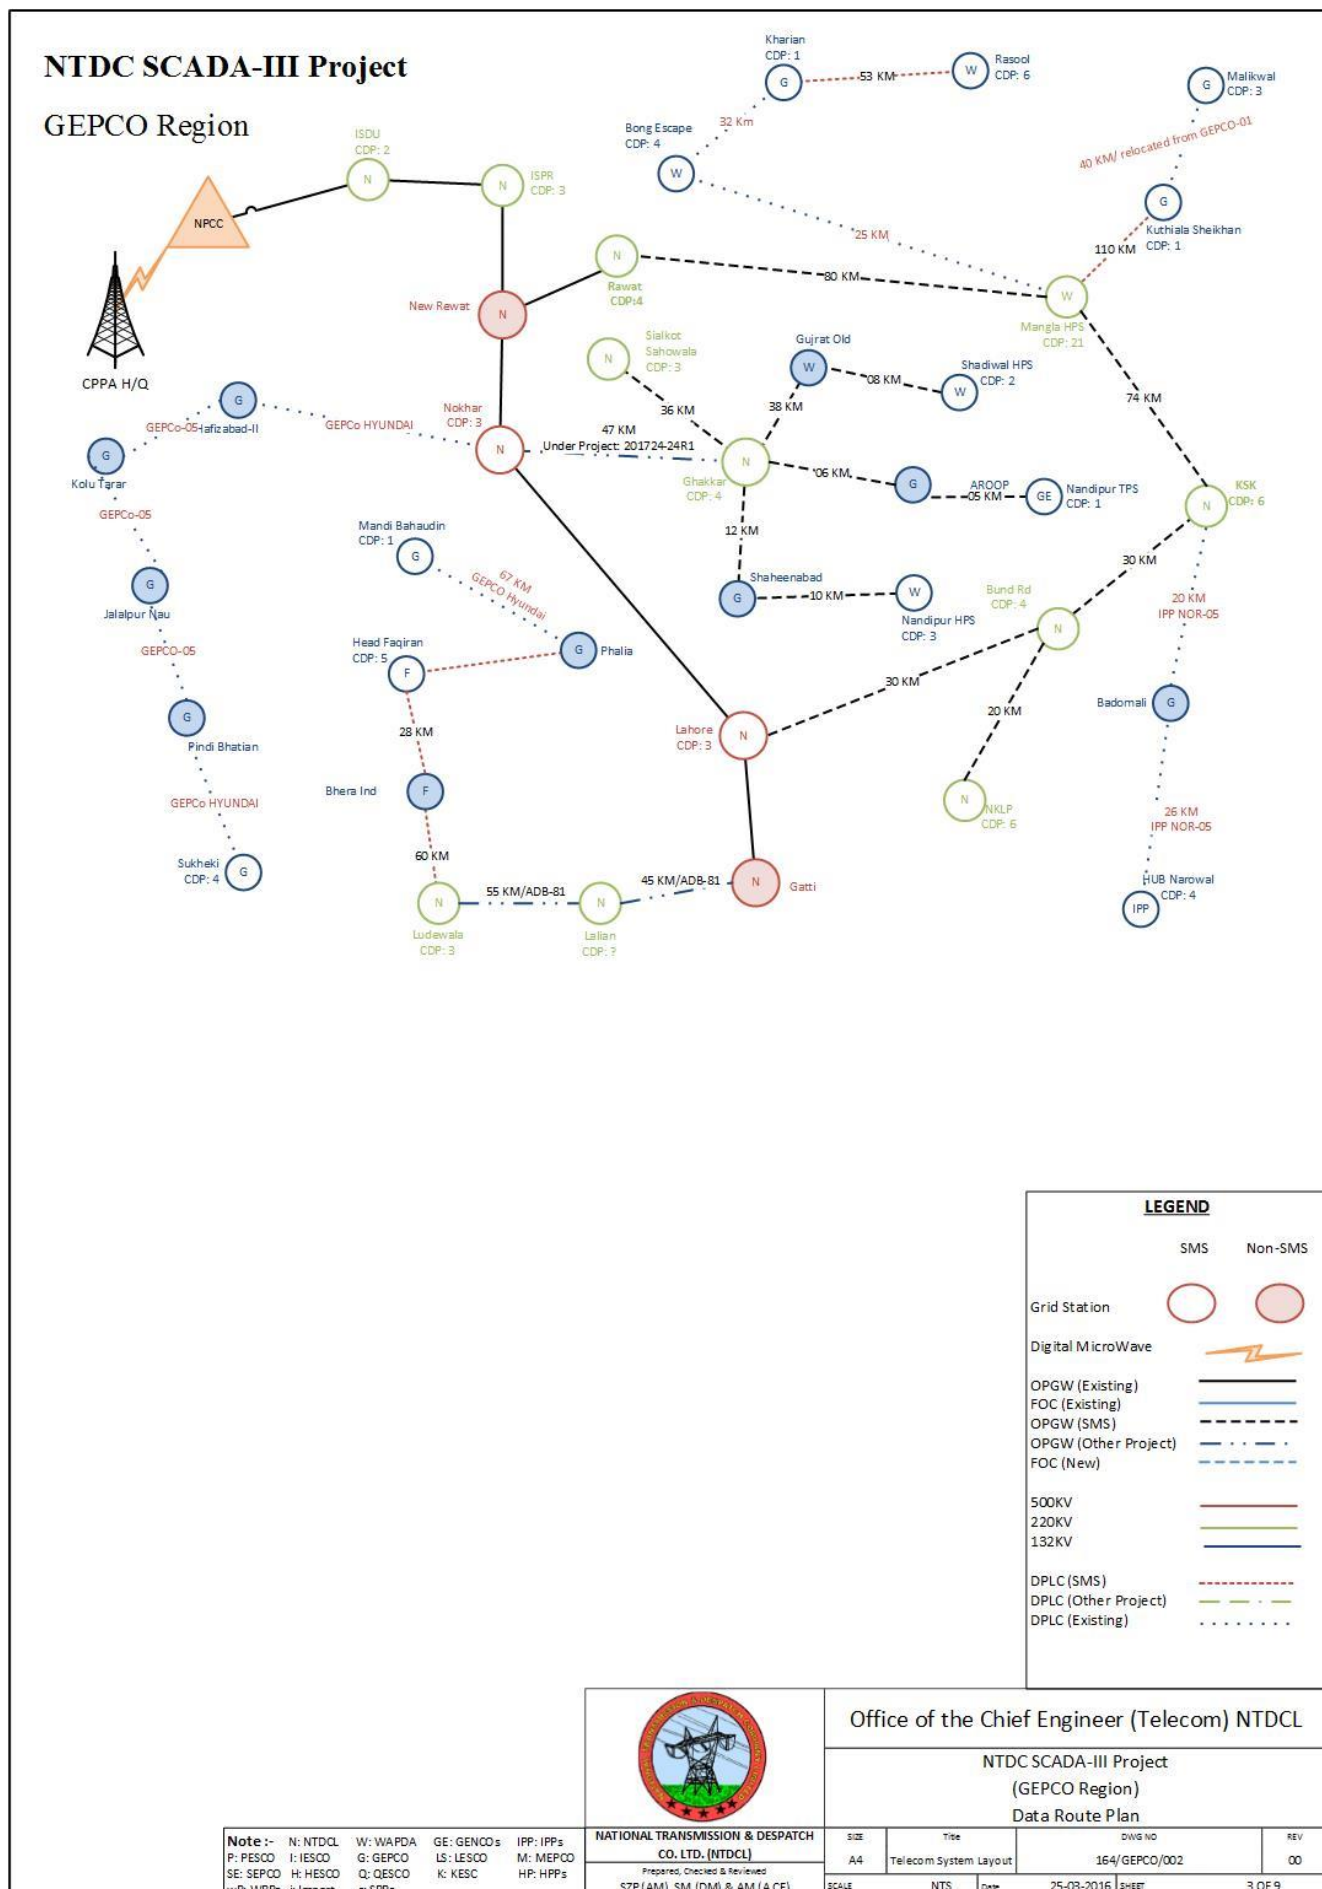 NTDC SCADA-III Project
GEPCO Region
Kharian
CDP: 1
G
53 KM
W
Rasool
CDP: 6
G
Malikwal
CDP: 3
32 Km
Bong Escape
CDP: 4
W
40 KM/ relocated from GEPCO-01
ISDU
CDP: 2
N
N
ISPR
CDP: 3
NPCC
G
Kuthiala Sheikhan
CDP: 1
25 KM
110 KM
N
Rawat
CDP:4
80 KM
W
Mangla HPS
CDP: 21
New Rewat
N
CPPA H/Q
Sialkot
Sahowala
CDP: 3
N
Gujrat Old
W
08 KM
Shadiwal HPS
CDP: 2
W
74 KM
36 KM
38 KM
G
Hafizabad-II
GEPCo-05
GEPCo HYUNDAI
Nokhar
CDP: 3
N
47 KM
Under Project: 201724-24R1
N
Ghakkar
CDP: 4
G
Kolu Tarar
06 KM
G
AROOP
05 KM
GE
Nandipur TPS
CDP: 1
KSK
CDP: 6
N
GEPCo-05
Mandi Bahaudin
CDP: 1
G
12 KM
30 KM
67 KM
GEPCO Hyundai
Shaheenabad
G
10 KM
W
Nandipur HPS
CDP: 3
Bund Rd
CDP: 4
N
20 KM
IPP NOR-05
G
Jalalpur Nau
GEPCO-05
Head Faqiran
CDP: 5
F
G
Phalia
30 KM
20 KM
Badomali
G
G
Pindi Bhatian
28 KM
Lahore
CDP: 3
N
Bhera Ind
F
GEPCo HYUNDAI
N
NKLP
CDP: 6
26 KM
IPP NOR-05
Sukheki
CDP: 4
G
60 KM
55 KM/ADB-81
45 KM/ADB-81
N
Gatti
HUB Narowal
CDP: 4
IPP
N
Ludewala
CDP: 3
N
Lalian
CDP: ?
LEGEND
SMS Non-SMS
Grid Station
Digital MicroWave
OPGW (Existing)
FOC (Existing)
OPGW (SMS)
OPGW (Other Project)
FOC (New)
500KV
220KV
132KV
DPLC (SMS)
DPLC (Other Project)
DPLC (Existing)
Office of the Chief Engineer (Telecom) NTDCL
NTDC SCADA-III Project
(GEPCO Region)
Data Route Plan
NATIONAL TRANSMISSION & DESPATCH
CO. LTD. (NTDCL)
Prepared, Checked & Reviewed
SZP (AM), SM (DM) & AM (A.CE)
SIZE Title DWG NO REV
A4 Telecom System Layout 164/GEPCO/002 00
SCALE NTS Date 25-03-2016 SHEET 3 OF 9
Note :- N: NTDCL W: WAPDA GE: GENCOs IPP: IPPs
P: PESCO I: IESCO G: GEPCO LS: LESCO M: MEPCO
SE: SEPCO H: HESCO Q: QESCO K: KESC HP: HPPs